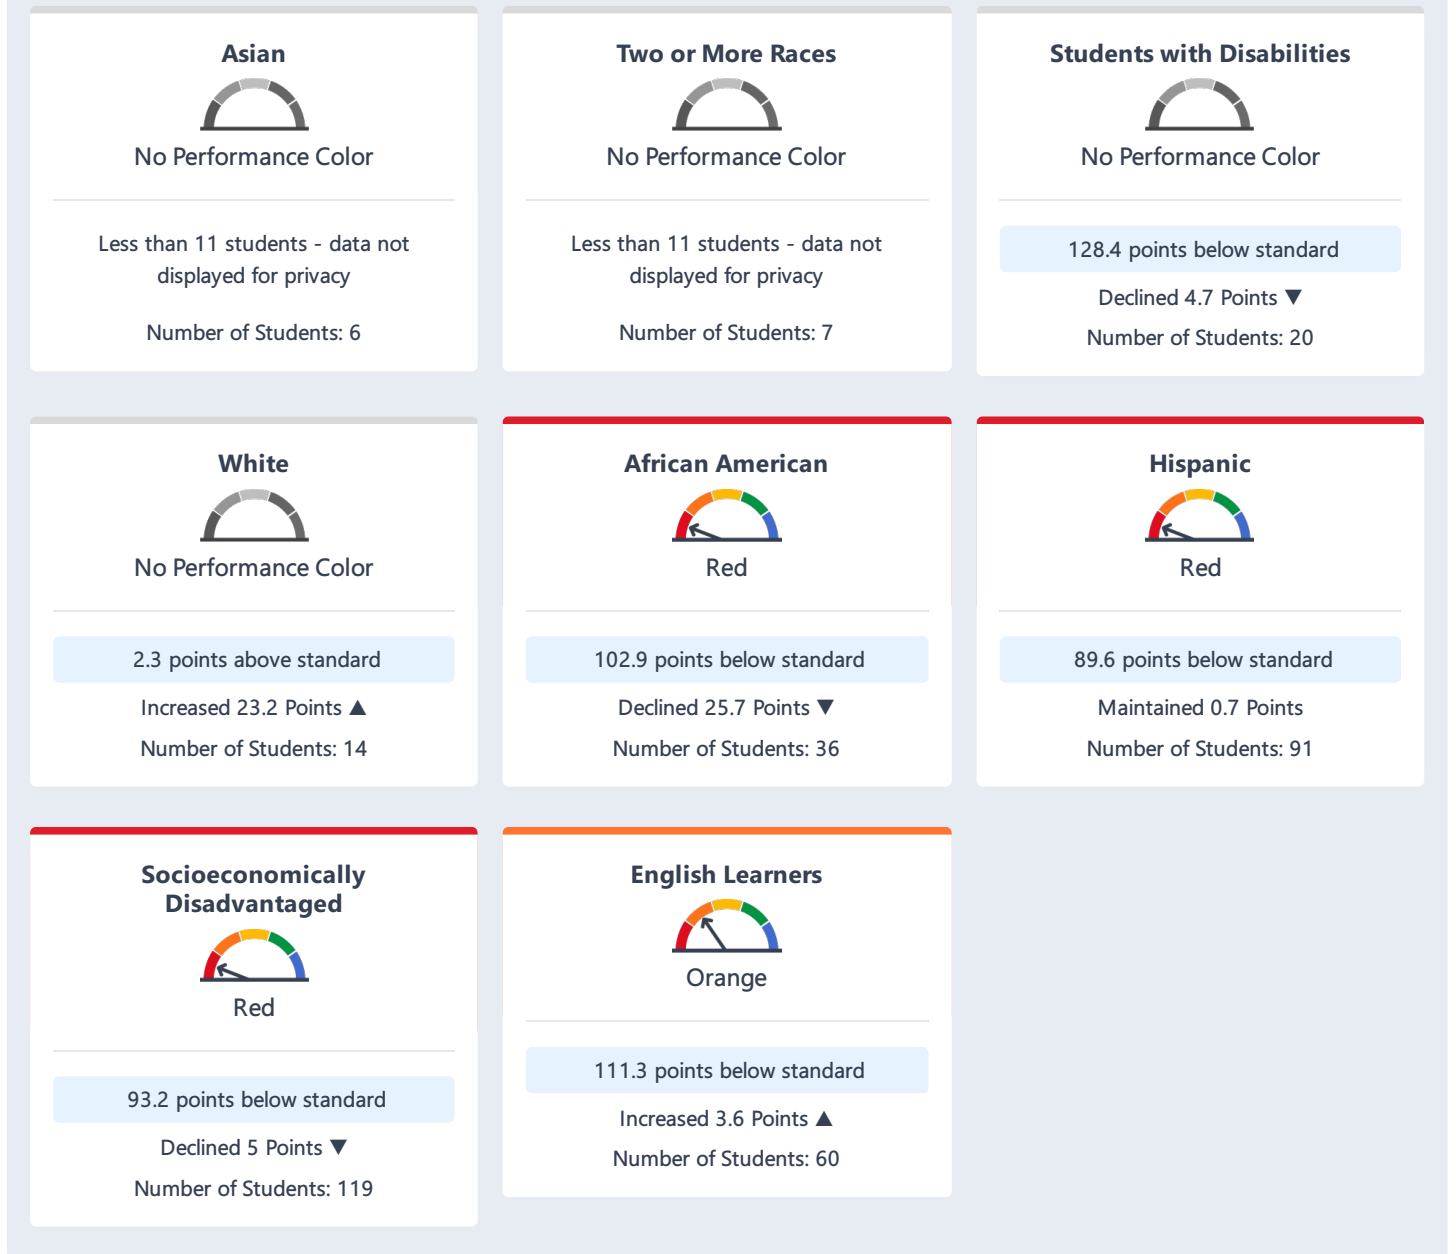 Asian
No Performance Color
Less than 11 students - data not
displayed for privacy
Number of Students: 6
Two or More Races
No Performance Color
Less than 11 students - data not
displayed for privacy
Number of Students: 7
Students with Disabilities
No Performance Color
128.4 points below standard
Declined 4.7 Points ▼
Number of Students: 20
White
No Performance Color
2.3 points above standard
Increased 23.2 Points ▲
Number of Students: 14
African American
Red
102.9 points below standard
Declined 25.7 Points ▼
Number of Students: 36
Hispanic
Red
89.6 points below standard
Maintained 0.7 Points
Number of Students: 91
Socioeconomically
Disadvantaged
Red
93.2 points below standard
Declined 5 Points ▼
Number of Students: 119
English Learners
Orange
111.3 points below standard
Increased 3.6 Points ▲
Number of Students: 60